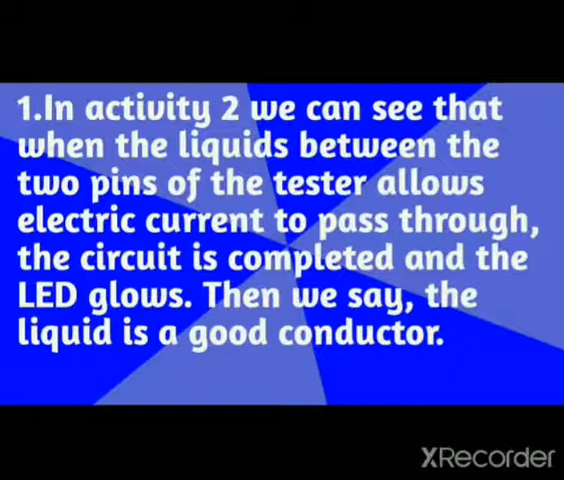 1.In activity 2 we can see that
when the liquids between the
two pins of the tester allows
electric current to pass through,
the circuit is completed and the
LED glows. Then we say, the
liquid is a good conductor.
XRecorder